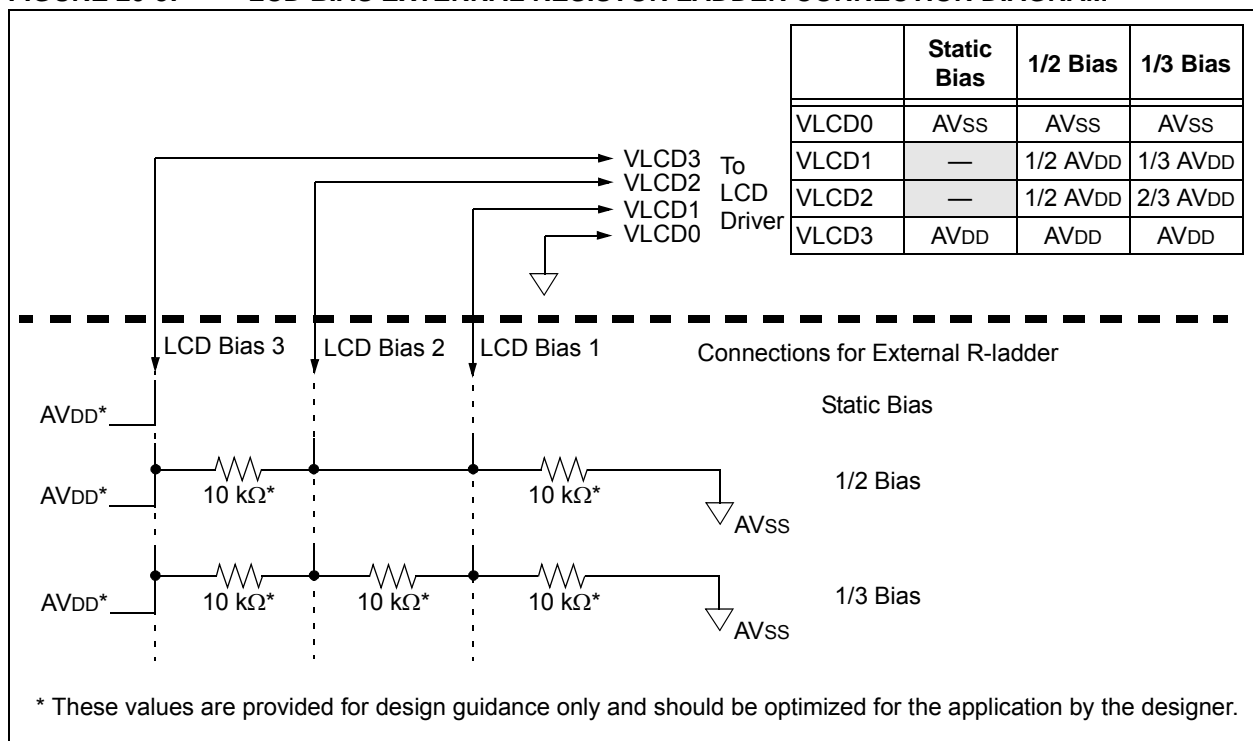 Static Bias 1/2 Bias 1/3 Bias
VLCD0 AVSS AVSS AVSS
VLCD1 — 1/2 AVDD 1/3 AVDD
VLCD2 — 1/2 AVDD 2/3 AVDD
VLCD3 AVDD AVDD AVDD
VLCD3
VLCD2
VLCD1
VLCD0
To
LCD
Driver
LCD Bias 3 LCD Bias 2 LCD Bias 1 Connections for External R-ladder
AVDD* Static Bias
AVDD* 10 kΩ* 10 kΩ* AVSS 1/2 Bias
AVDD* 10 kΩ* 10 kΩ* 10 kΩ* AVSS 1/3 Bias
* These values are provided for design guidance only and should be optimized for the application by the designer.